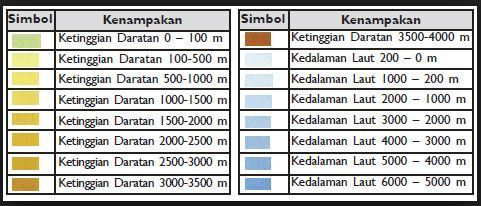 Simbol Kenampakan
Ketinggian Daratan 0 – 100 m
Ketinggian Daratan 100-500 m
Ketinggian Daratan 500-1000 m
Ketinggian Daratan 1000-1500 m
Ketinggian Daratan 1500-2000 m
Ketinggian Daratan 2000-2500 m
Ketinggian Daratan 2500-3000 m
Ketinggian Daratan 3000-3500 m
Simbol Kenampakan
Ketinggian Daratan 3500-4000 m
Kedalaman Laut 200 – 0 m
Kedalaman Laut 1000 – 200 m
Kedalaman Laut 2000 – 1000 m
Kedalaman Laut 3000 – 2000 m
Kedalaman Laut 4000 – 3000 m
Kedalaman Laut 5000 – 4000 m
Kedalaman Laut 6000 – 5000 m